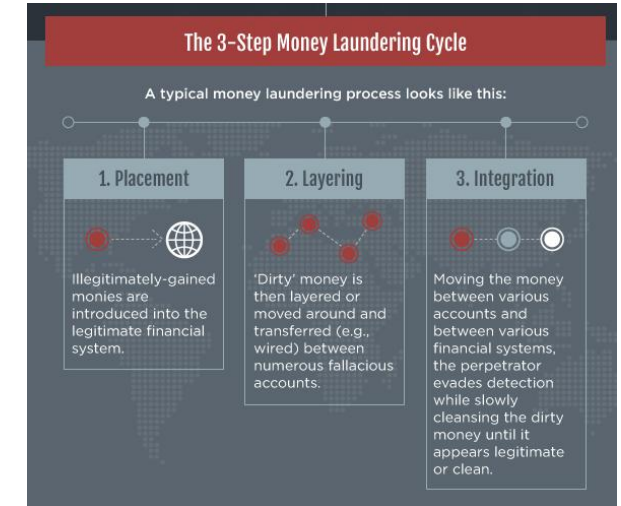 The 3-Step Money Laundering Cycle
A typical money laundering process looks like this:
1. Placement
Illegitimately-gained
monies are
introduced into the
legitimate financial
system.
2. Layering
‘Dirty’ money is
then layered or
moved around and
transferred (e.g.,
wired) between
numerous fallacious
accounts.
3. Integration
Moving the money
between various
accounts and
between various
financial systems,
the perpetrator
evades detection
while slowly
cleansing the dirty
money until it
appears legitimate
or clean.